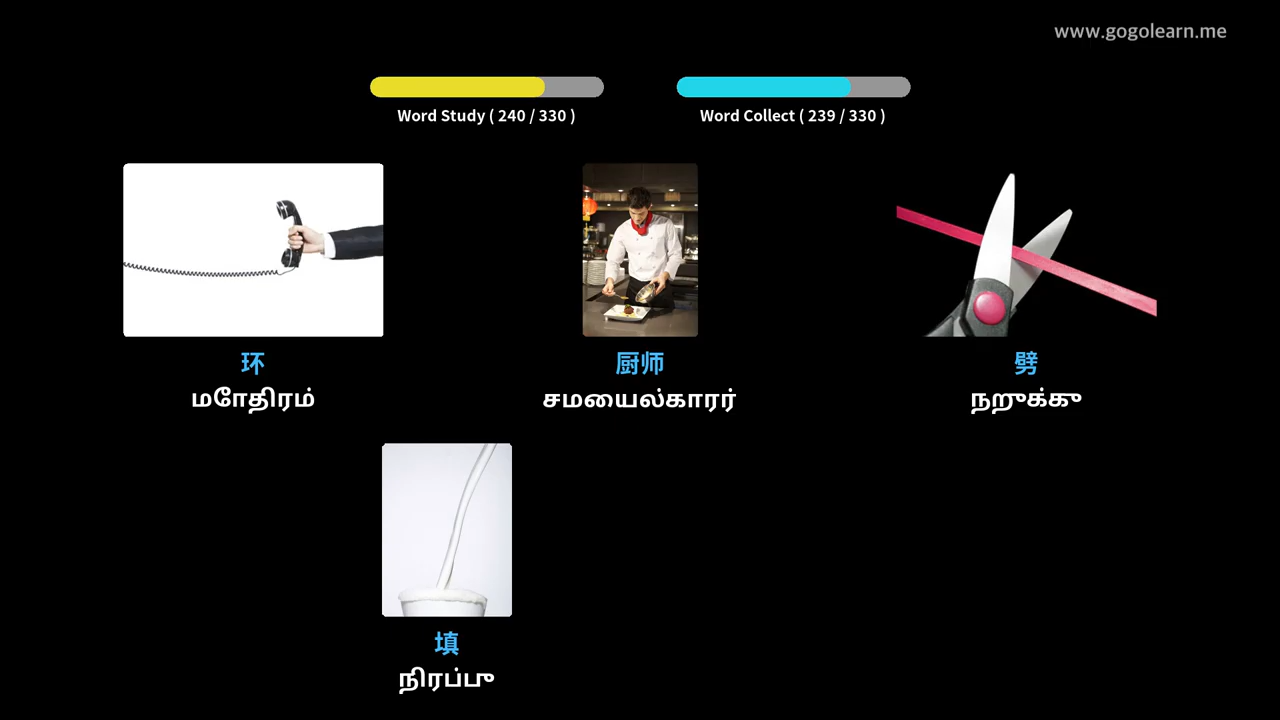 www.gogolearn.me
Word Study ( 240 / 330 )
Word Collect ( 239 / 330 )
环
மோதிரம்
厨师
சமையல்காரர்
劈
நறுக்கு
填
நிரப்பு